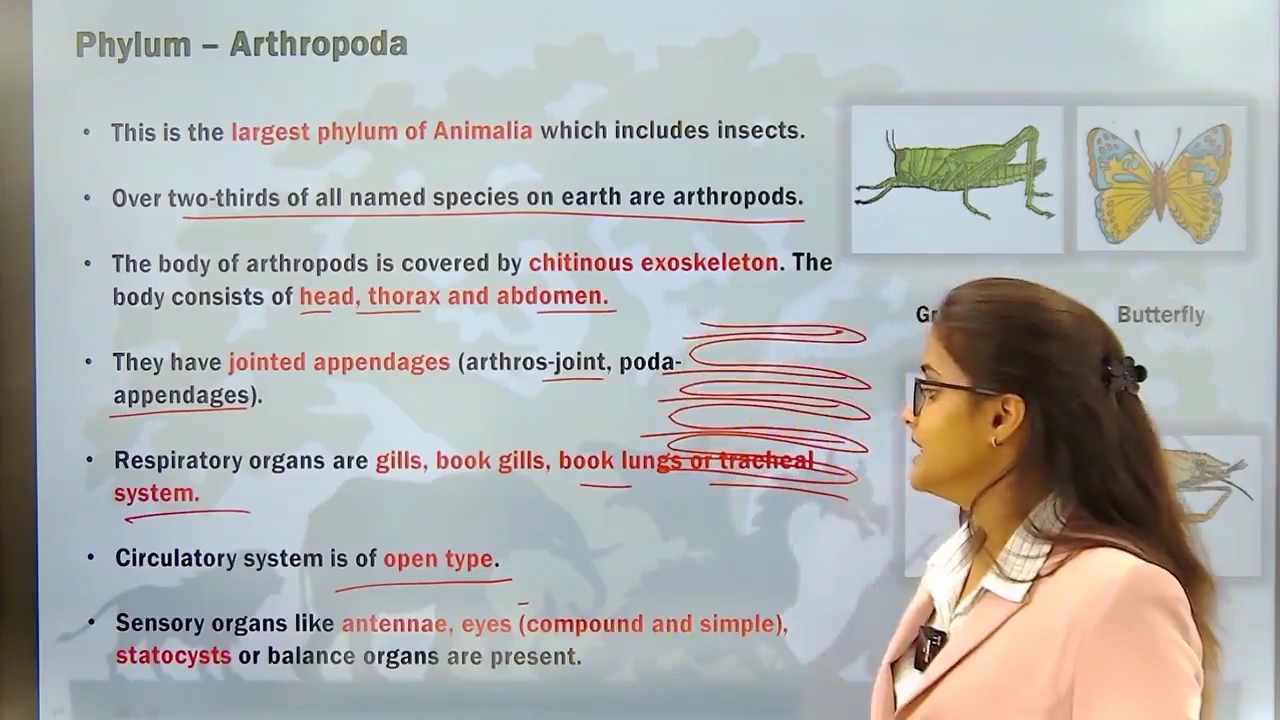 Phylum – Arthropoda
• This is the largest phylum of Animalia which includes insects.
• Over two-thirds of all named species on earth are arthropods.
• The body of arthropods is covered by chitinous exoskeleton. The
body consists of head, thorax and abdomen.
• They have jointed appendages (arthros-joint, poda-
appendages).
• Respiratory organs are gills, book gills, book lungs or tracheal
system.
• Circulatory system is of open type.
• Sensory organs like antennae, eyes (compound and simple),
statocysts or balance organs are present.
Butterfly